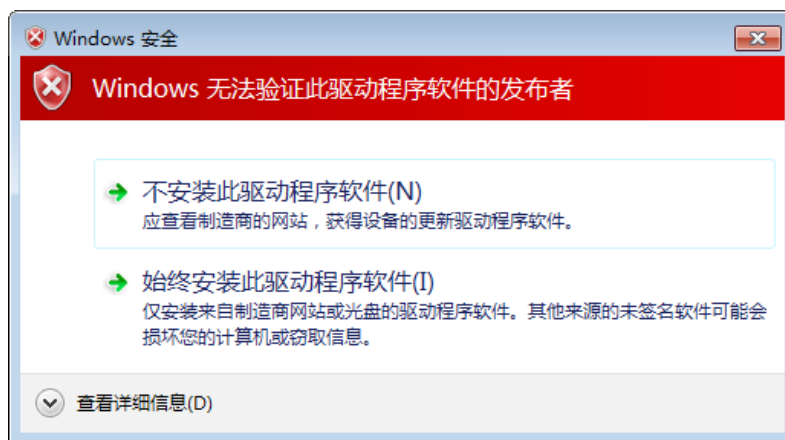 Windows 安全
Windows 无法验证此驱动程序软件的发布者
不安装此驱动程序软件(N)
应查看制造商的网站，获得设备的更新驱动程序软件。
始终安装此驱动程序软件(I)
仅安装来自制造商网站或光盘的驱动程序软件。其他来源的未签名软件可能会
损坏您的计算机或窃取信息。
查看详细信息(D)